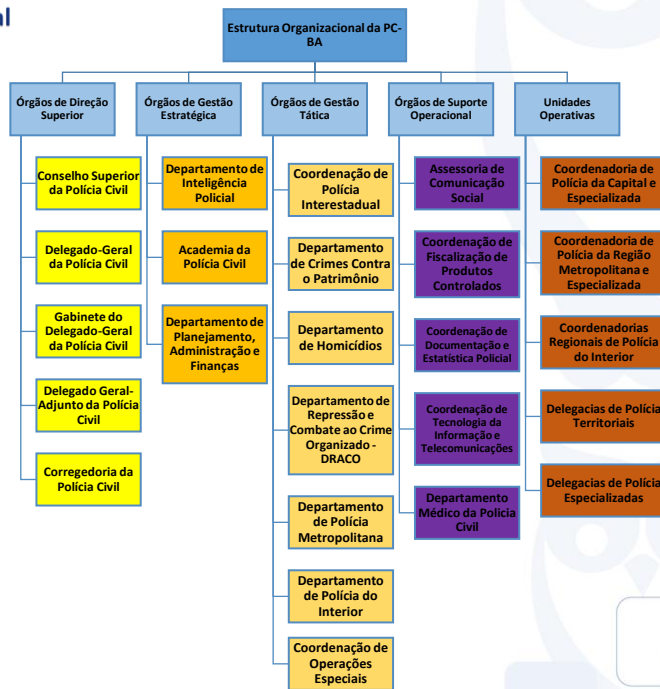 al
Estrutura Organizacional da PC-
BA
Órgãos de Direção
Superior
Órgãos de Gestão
Estratégica
Órgãos de Gestão
Tática
Órgãos de Suporte
Operacional
Unidades
Operativas
Conselho Superior
da Polícia Civil
Delegado-Geral
da Polícia Civil
Gabinete do
Delegado-Geral
da Polícia Civil
Delegado Geral-
Adjunto da Polícia
Civil
Corregedoria da
Polícia Civil
Departamento de
Inteligência
Policial
Academia da
Polícia Civil
Departamento de
Planejamento,
Administração e
Finanças
Coordenação de
Polícia
Interestadual
Departamento
de Crimes Contra
o Patrimônio
Departamento
de Homicídios
Departamento de
Repressão e
Combate ao Crime
Organizado -
DRACO
Departamento
de Polícia
Metropolitana
Departamento
de Polícia do
Interior
Coordenação de
Operações
Especiais
Assessoria de
Comunicação
Social
Coordenação de
Fiscalização de
Produtos
Controlados
Coordenação de
Documentação e
Estatística Policial
Coordenação de
Tecnologia da
Informação e
Telecomunicações
Departamento
Médico da Policia
Civil
Coordenadoria de
Polícia da Capital e
Especializada
Coordenadoria de
Polícia da Região
Metropolitana e
Especializada
Coordenadorias
Regionais de Polícia
do Interior
Delegacias de Polícia
Territoriais
Delegacias de Polícia
Especializadas